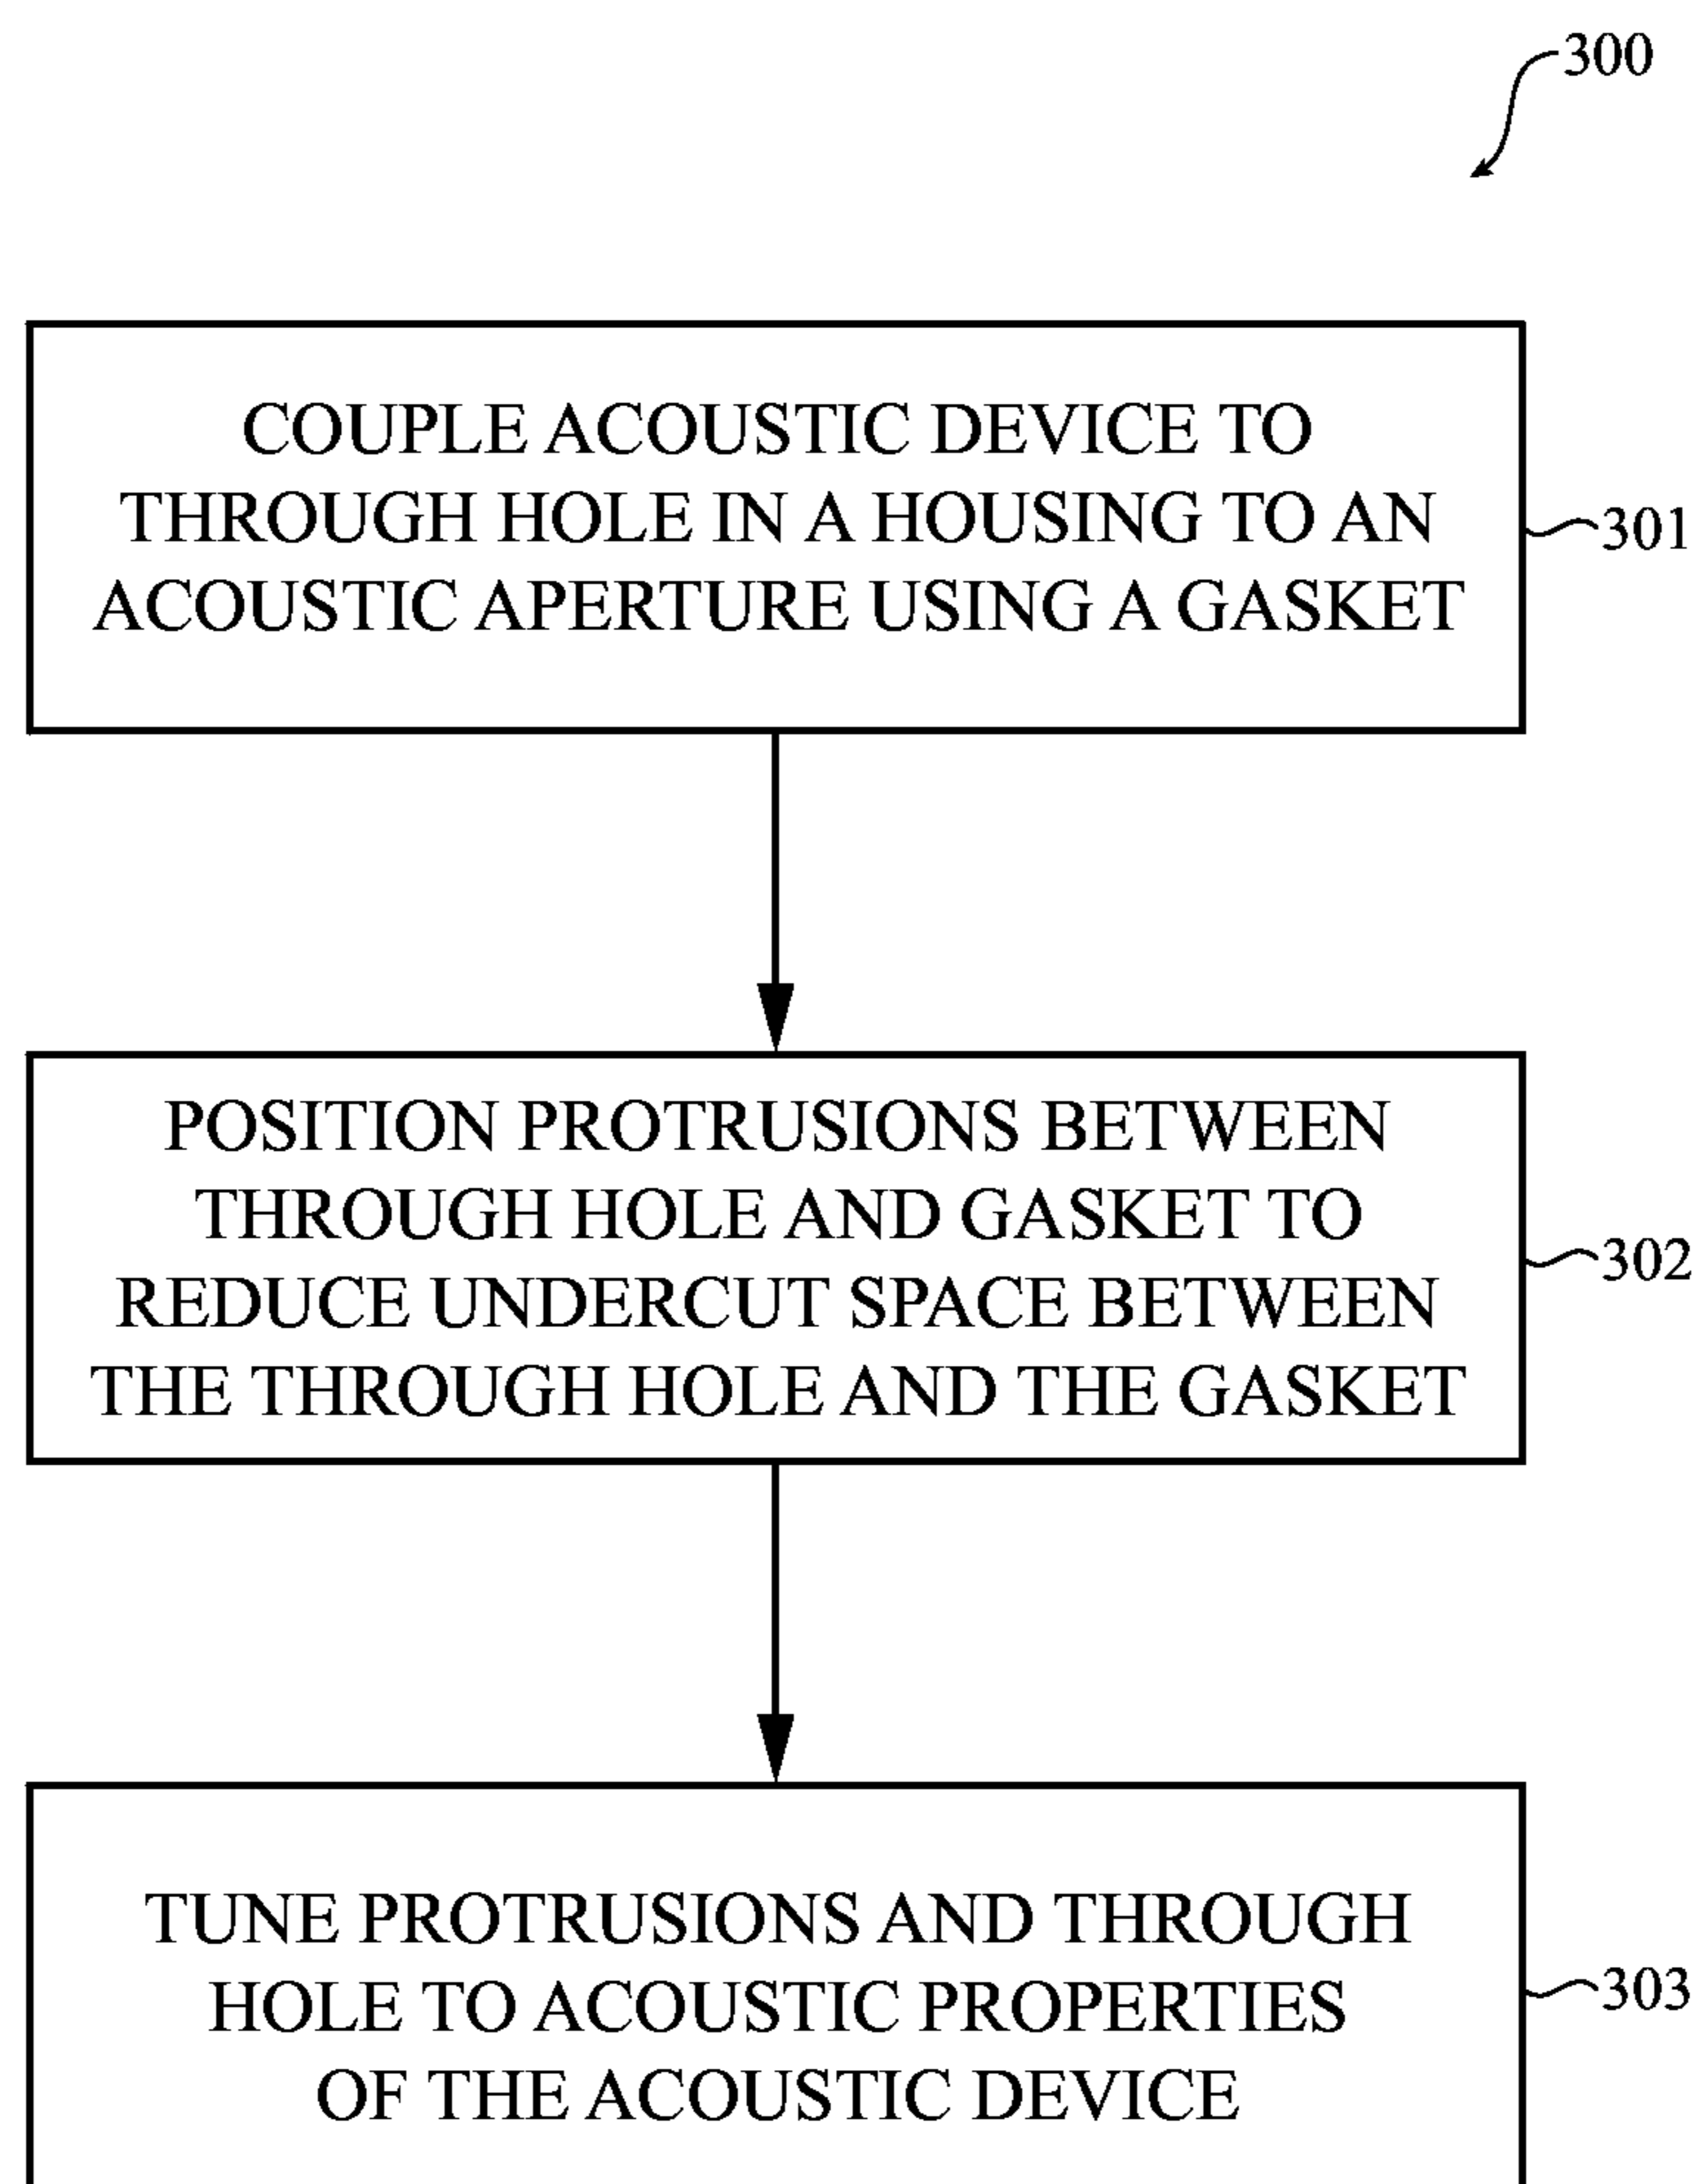 300
COUPLE ACOUSTIC DEVICE TO
THROUGH HOLE IN A HOUSING TO AN
ACOUSTIC APERTURE USING A GASKET
301
POSITION PROTRUSIONS BETWEEN
THROUGH HOLE AND GASKET TO
REDUCE UNDERCUT SPACE BETWEEN
THE THROUGH HOLE AND THE GASKET
302
TUNE PROTRUSIONS AND THROUGH
HOLE TO ACOUSTIC PROPERTIES
OF THE ACOUSTIC DEVICE
303